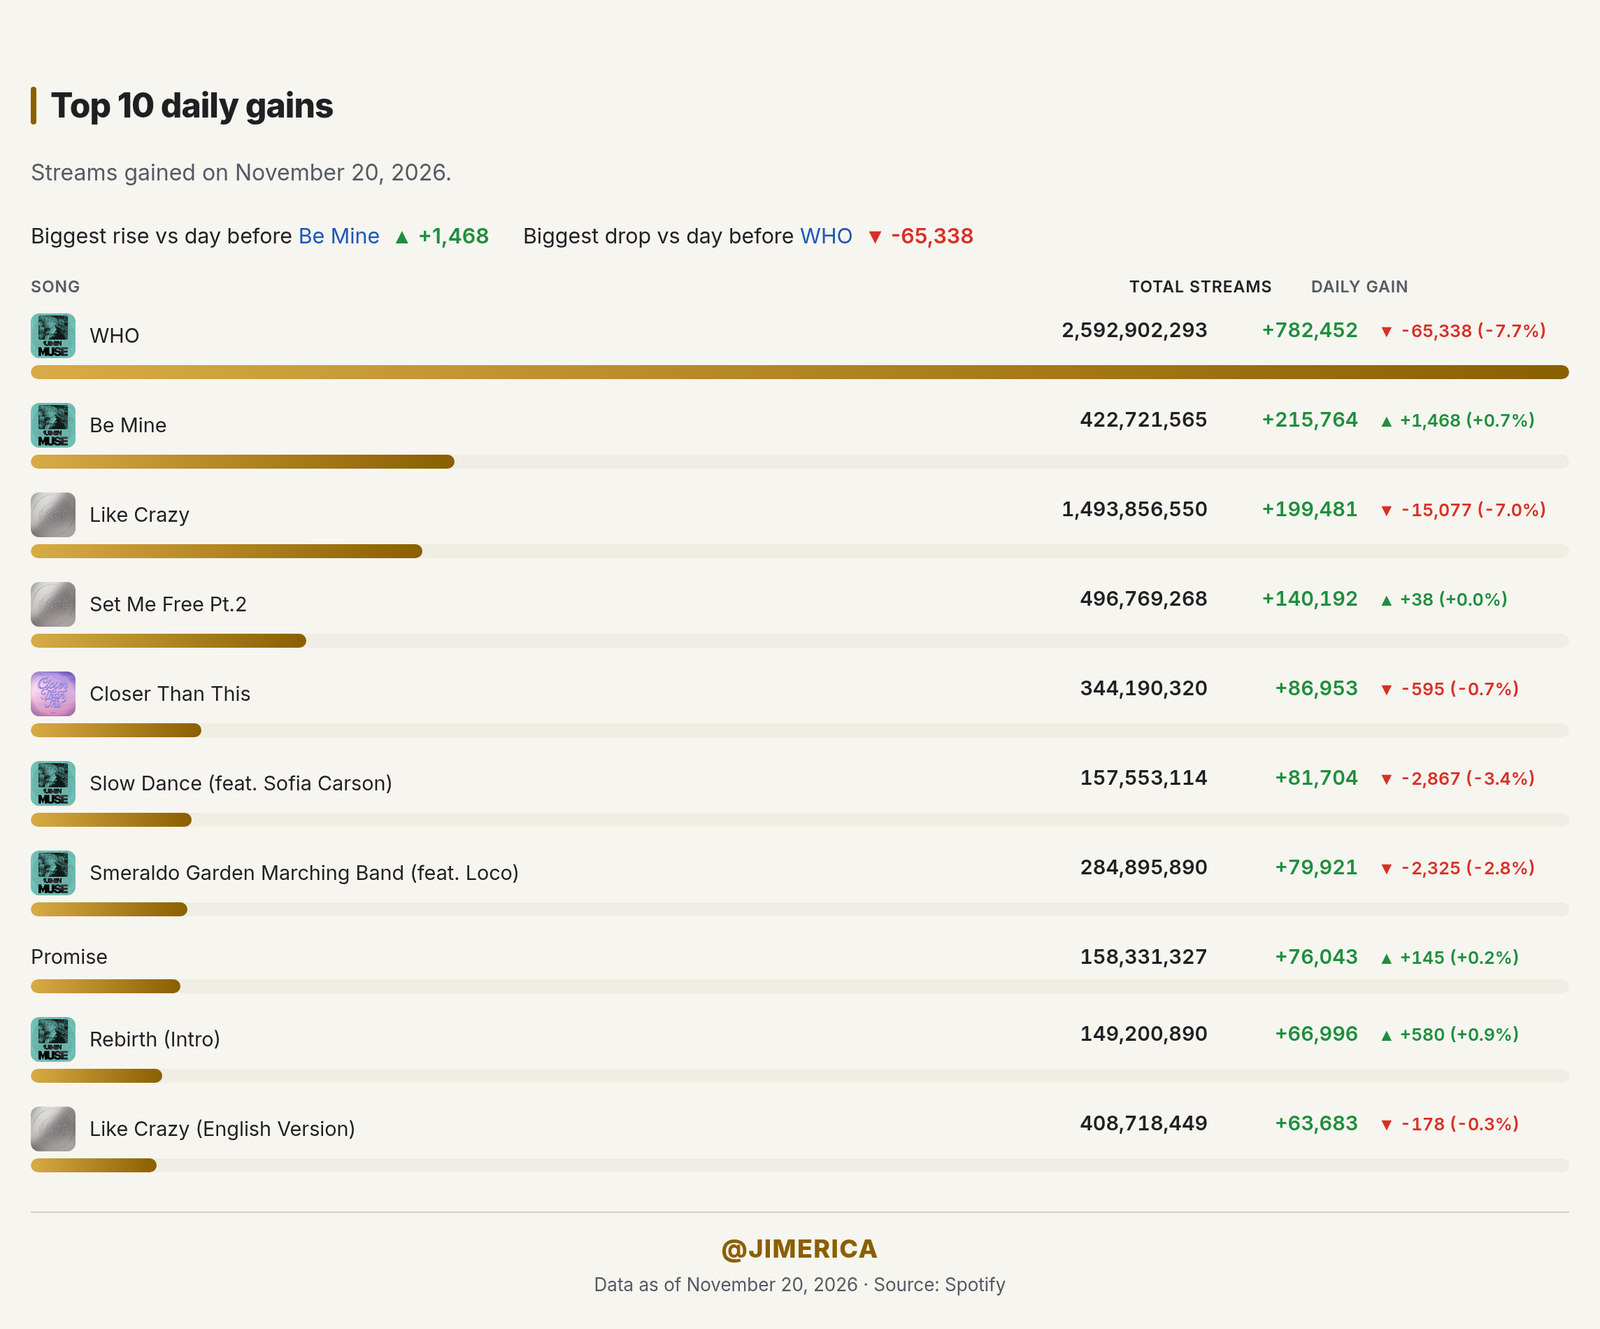 Top 10 daily gains
Streams gained on November 20, 2026.
Biggest rise vs day before Be Mine ▲ +1,468 Biggest drop vs day before WHO ▼ -65,338
SONG TOTAL STREAMS DAILY GAIN
WHO 2,592,902,293 +782,452 ▼ -65,338 (-7.7%)
MUSE
Be Mine 422,721,565 +215,764 ▲ +1,468 (+0.7%)
MUSE
Like Crazy 1,493,856,550 +199,481 ▼ -15,077 (-7.0%)
Set Me Free Pt.2 496,769,268 +140,192 ▲ +38 (+0.0%)
Closer Than This 344,190,320 +86,953 ▼ -595 (-0.7%)
Closer
Than
This
Slow Dance (feat. Sofia Carson) 157,553,114 +81,704 ▼ -2,867 (-3.4%)
MUSE
Smeraldo Garden Marching Band (feat. Loco) 284,895,890 +79,921 ▼ -2,325 (-2.8%)
MUSE
Promise 158,331,327 +76,043 ▲ +145 (+0.2%)
Rebirth (Intro) 149,200,890 +66,996 ▲ +580 (+0.9%)
MUSE
Like Crazy (English Version) 408,718,449 +63,683 ▼ -178 (-0.3%)
@JIMERICA
Data as of November 20, 2026 · Source: Spotify